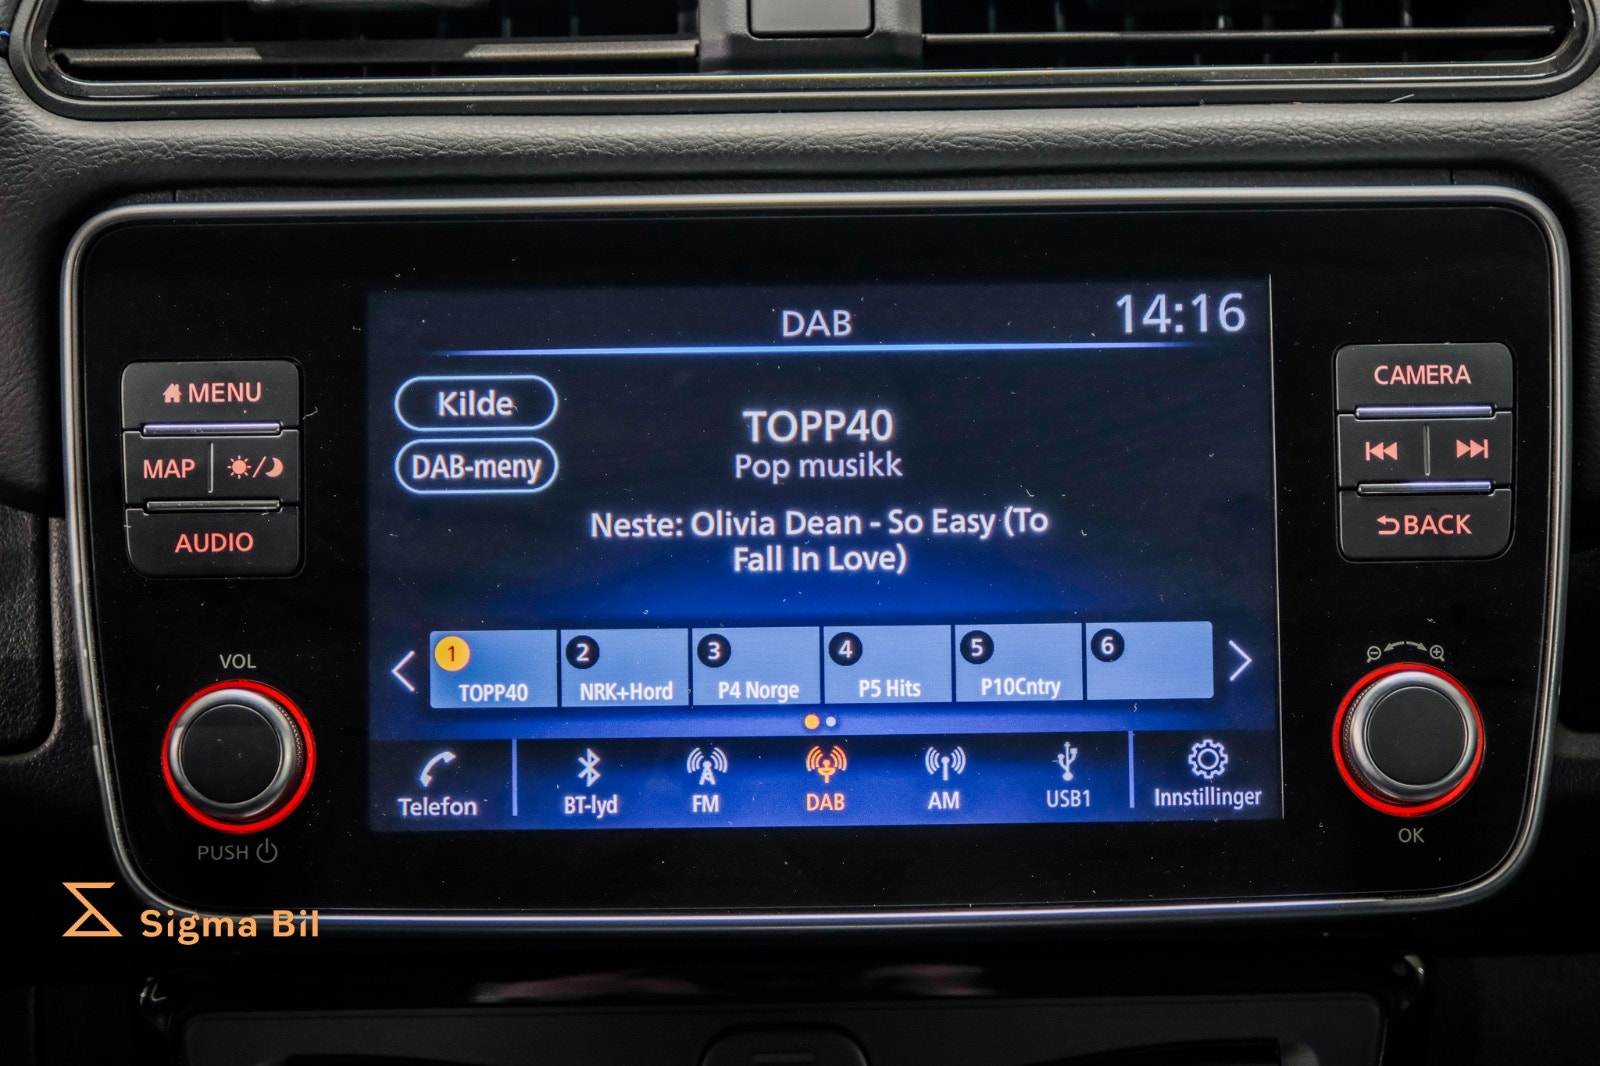 DAB
14:16
MENU
MAP
AUDIO
Kilde
DAB-meny
TOPP40
Pop musikk
Neste: Olivia Dean - So Easy (To
Fall In Love)
CAMERA
BACK
1
TOPP40
2
NRK+Hord
3
P4 Norge
4
P5 Hits
5
P10Cntry
6
VOL
PUSH
OK
Telefon
BT-lyd
FM
DAB
AM
USB1
Innstillinger
Sigma Bil